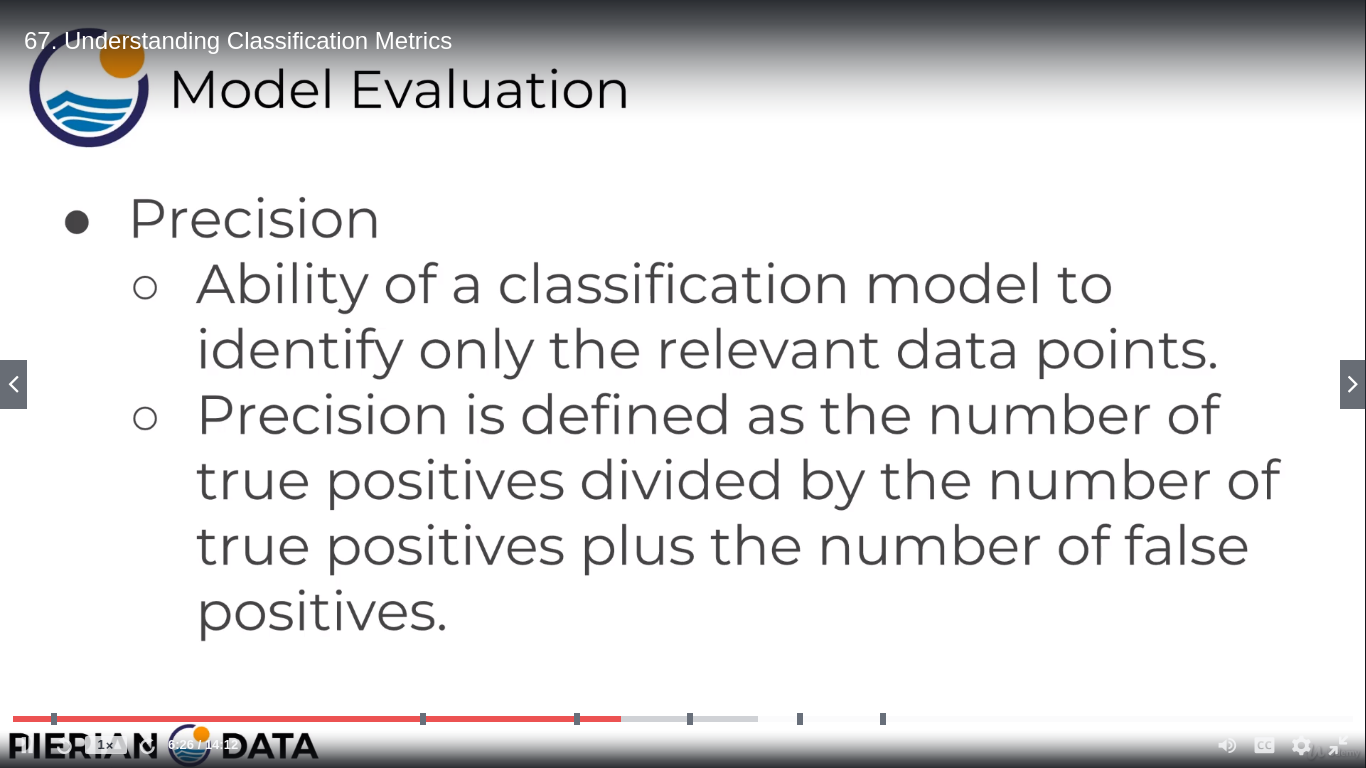 67. Understanding Classification Metrics
Model Evaluation
● Precision
○ Ability of a classification model to
identify only the relevant data points.
○ Precision is defined as the number of
true positives divided by the number of
true positives plus the number of false
positives.
PIERIAN DATA
1x 6:26 / 14:12 CC